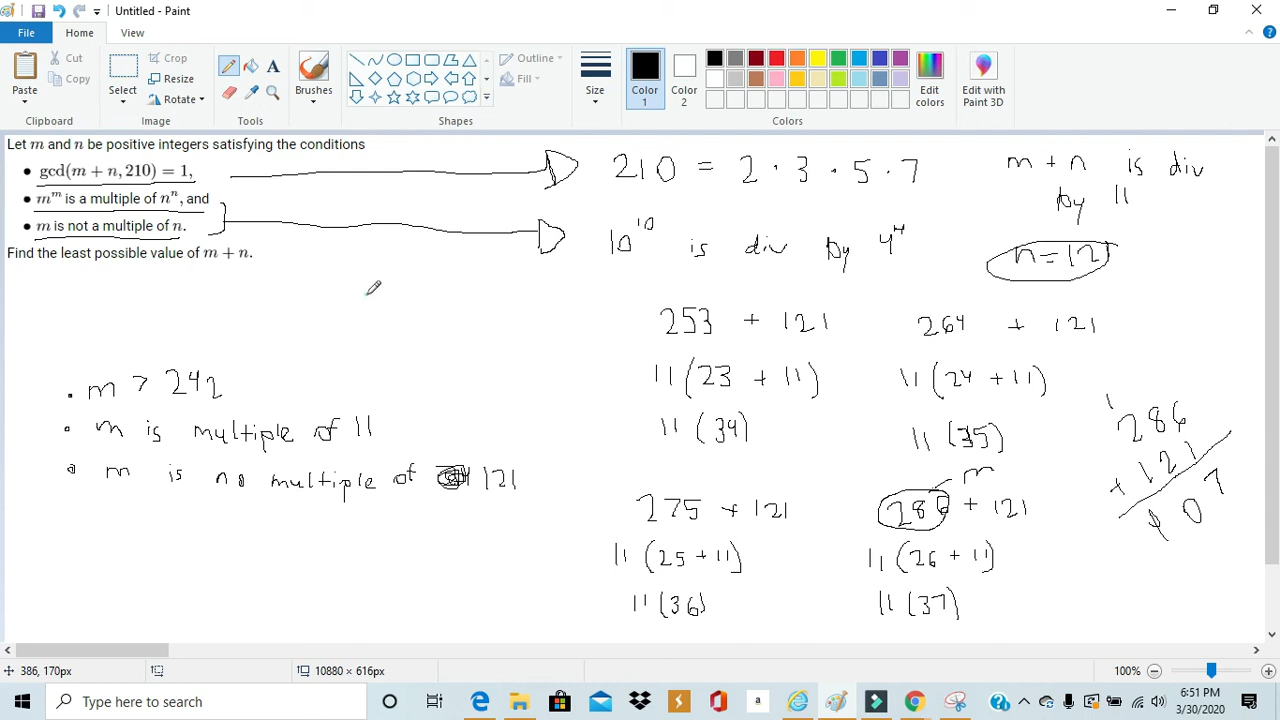 Untitled - Paint
File
Home
View
Paste
Cut
Copy
Clipboard
Select
Crop
Resize
Rotate
Image
A
Tools
Brushes
Shapes
Outline
Fill
Size
Color 1
Color 2
Edit colors
Edit with Paint 3D
Colors
Let m and n be positive integers satisfying the conditions
• gcd(m + n, 210) = 1,
• m^m is a multiple of n^n, and
• m is not a multiple of n.
Find the least possible value of m + n.
210 = 2 · 3 · 5 · 7
10^10 is div by 4^4
m + n is div
by 11
n = 121
253 + 121
11 (23 + 11)
11 (34)
264 + 121
11 (24 + 11)
11 (35)
m
275 + 121
11 (25 + 11)
11 (36)
286 + 121
11 (26 + 11)
11 (37)
1
286
+ 121
407
• m > 242
• m is multiple of 11
• m is no multiple of 121
386, 170px
10880 × 616px
100%
Type here to search
a
6:51 PM
3/30/2020